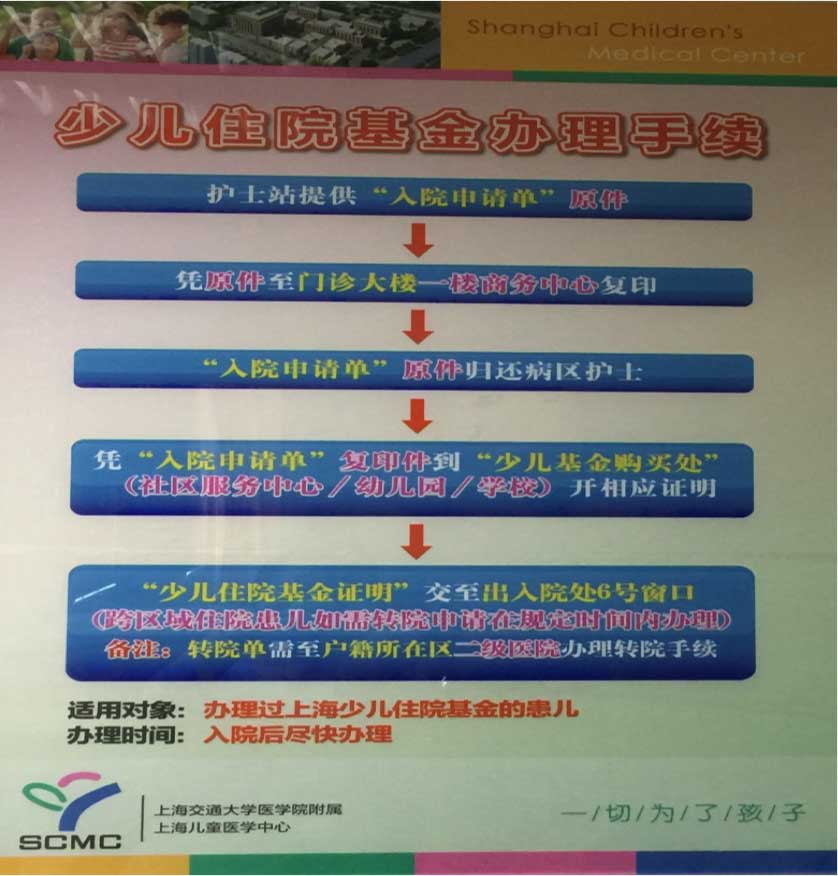 Shanghai Children's
Medical Center
少儿住院基金办理手续
护士站提供“入院申请单”原件
凭原件至门诊大楼一楼商务中心复印
“入院申请单”原件归还病区护士
凭“入院申请单”复印件到“少儿基金购买处”
(社区服务中心/幼儿园/学校)开相应证明
“少儿住院基金证明”交至出入院处6号窗口
(跨区域住院患儿如需转院申请在规定时间内办理)
备注:转院单需至户籍所在区二级医院办理转院手续
适用对象:办理过上海少儿住院基金的患儿
办理时间:入院后尽快办理
SCMC
上海交通大学医学院附属
上海儿童医学中心
一/切/为/了/孩/子